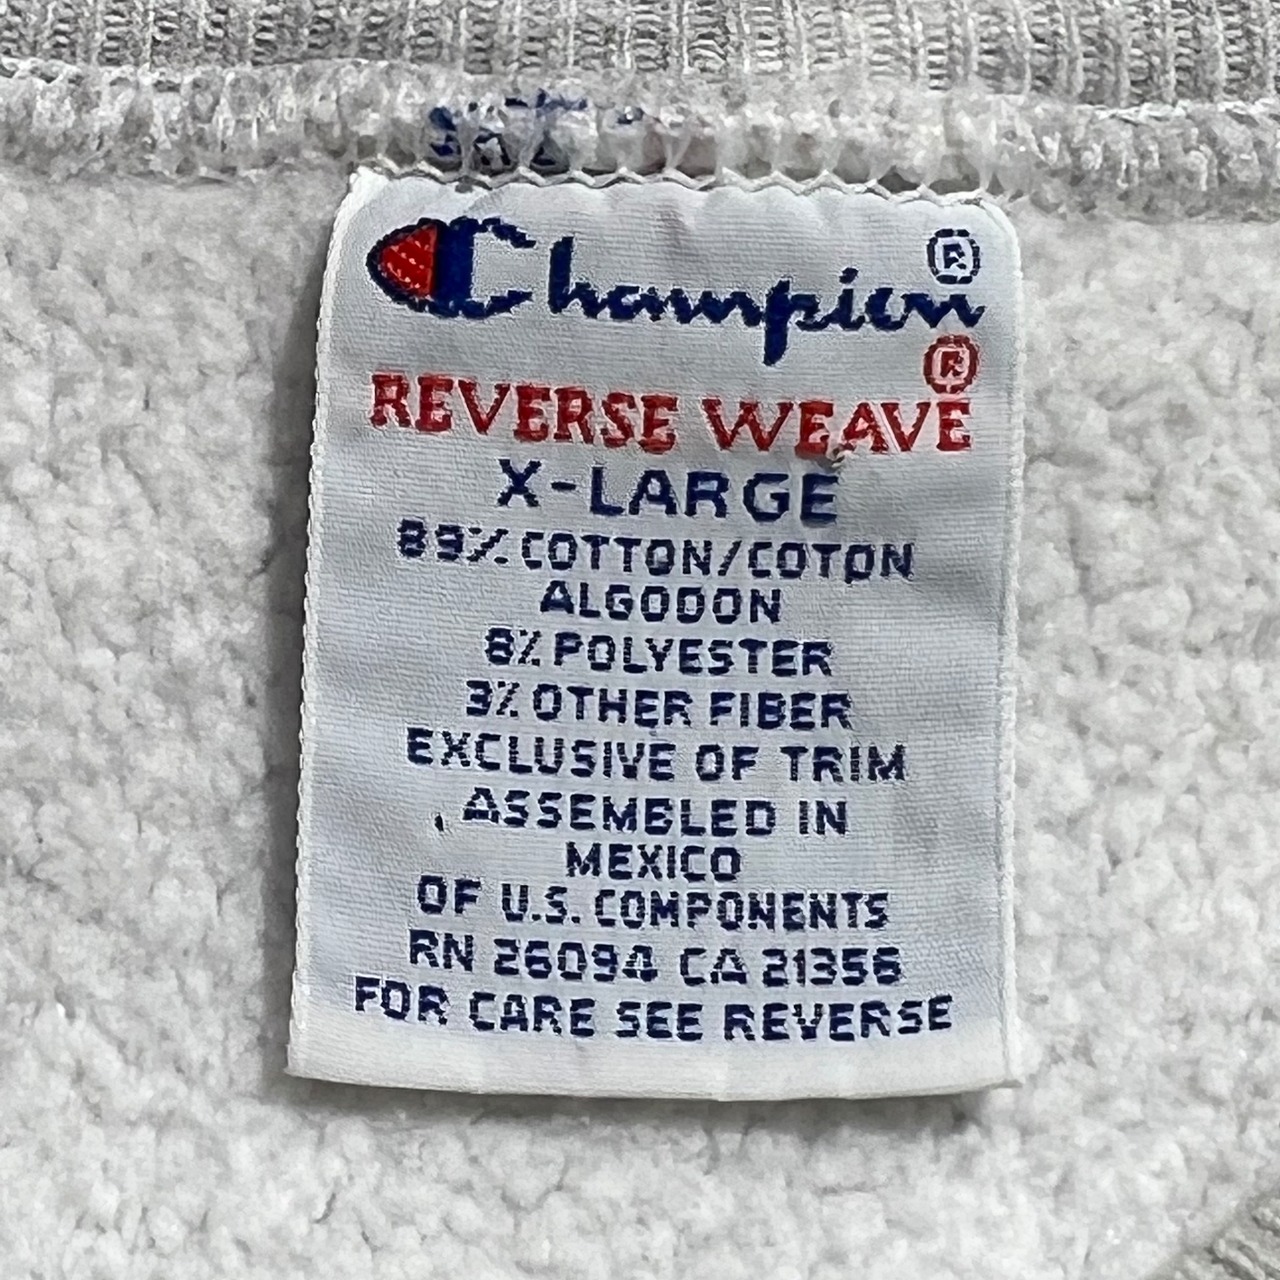 Champion®
REVERSE WEAVE®
X-LARGE
89% COTTON/COTON
ALGODON
8% POLYESTER
3% OTHER FIBER
EXCLUSIVE OF TRIM
ASSEMBLED IN
MEXICO
OF U.S. COMPONENTS
RN 26094 CA 21356
FOR CARE SEE REVERSE